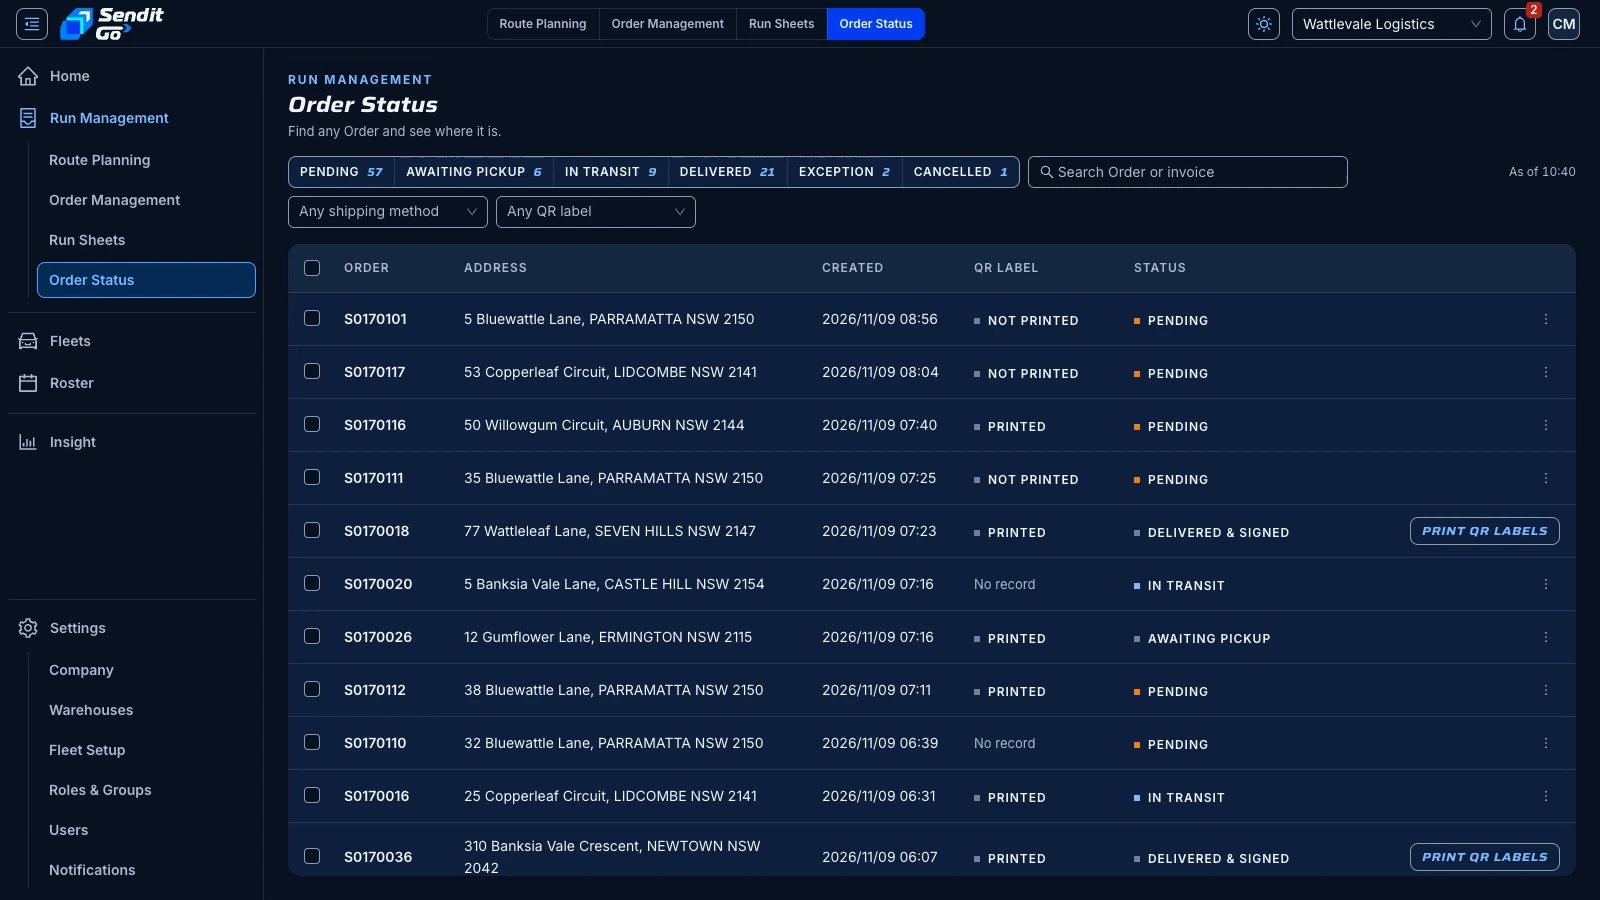 Sendit Go
Route Planning
Order Management
Run Sheets
Order Status
Wattlevale Logistics
2
CM
Home
Run Management
Route Planning
Order Management
Run Sheets
Order Status
Fleets
Roster
Insight
Settings
Company
Warehouses
Fleet Setup
Roles & Groups
Users
Notifications
RUN MANAGEMENT
Order Status
Find any Order and see where it is.
PENDING 57
AWAITING PICKUP 6
IN TRANSIT 9
DELIVERED 21
EXCEPTION 2
CANCELLED 1
Search Order or invoice
As of 10:40
Any shipping method
Any QR label
ORDER ADDRESS CREATED QR LABEL STATUS
S0170101 5 Bluewattle Lane, PARRAMATTA NSW 2150 2026/11/09 08:56 NOT PRINTED PENDING
S0170117 53 Copperleaf Circuit, LIDCOMBE NSW 2141 2026/11/09 08:04 NOT PRINTED PENDING
S0170116 50 Willowgum Circuit, AUBURN NSW 2144 2026/11/09 07:40 PRINTED PENDING
S0170111 35 Bluewattle Lane, PARRAMATTA NSW 2150 2026/11/09 07:25 NOT PRINTED PENDING
S0170018 77 Wattleleaf Lane, SEVEN HILLS NSW 2147 2026/11/09 07:23 PRINTED DELIVERED & SIGNED PRINT QR LABELS
S0170020 5 Banksia Vale Lane, CASTLE HILL NSW 2154 2026/11/09 07:16 No record IN TRANSIT
S0170026 12 Gumflower Lane, ERMINGTON NSW 2115 2026/11/09 07:16 PRINTED AWAITING PICKUP
S0170112 38 Bluewattle Lane, PARRAMATTA NSW 2150 2026/11/09 07:11 PRINTED PENDING
S0170110 32 Bluewattle Lane, PARRAMATTA NSW 2150 2026/11/09 06:39 No record PENDING
S0170016 25 Copperleaf Circuit, LIDCOMBE NSW 2141 2026/11/09 06:31 PRINTED IN TRANSIT
S0170036 310 Banksia Vale Crescent, NEWTOWN NSW 2026/11/09 06:07 PRINTED DELIVERED & SIGNED PRINT QR LABELS
2042